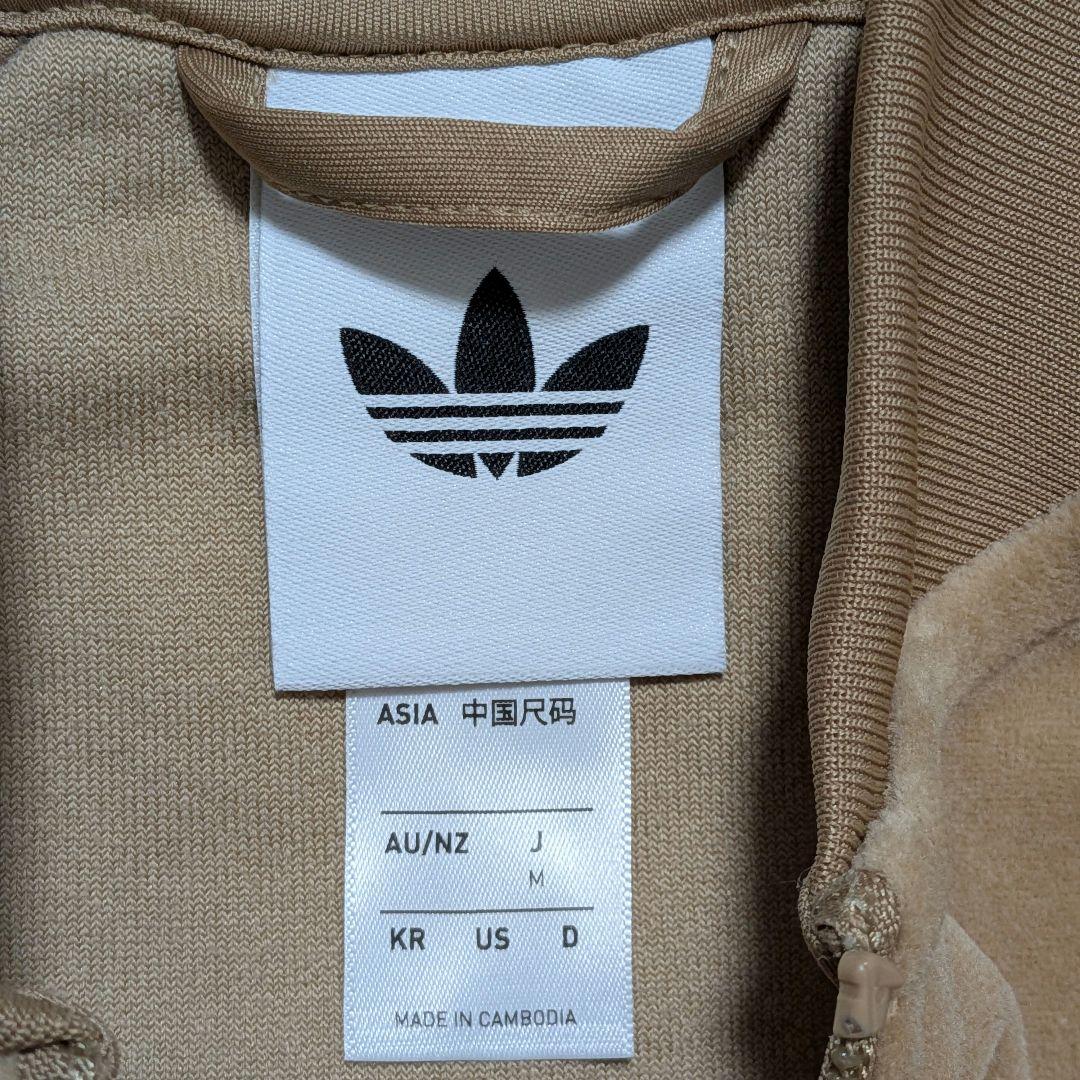 ASIA 中国尺码
AU/NZ J
M
KR US D
MADE IN CAMBODIA